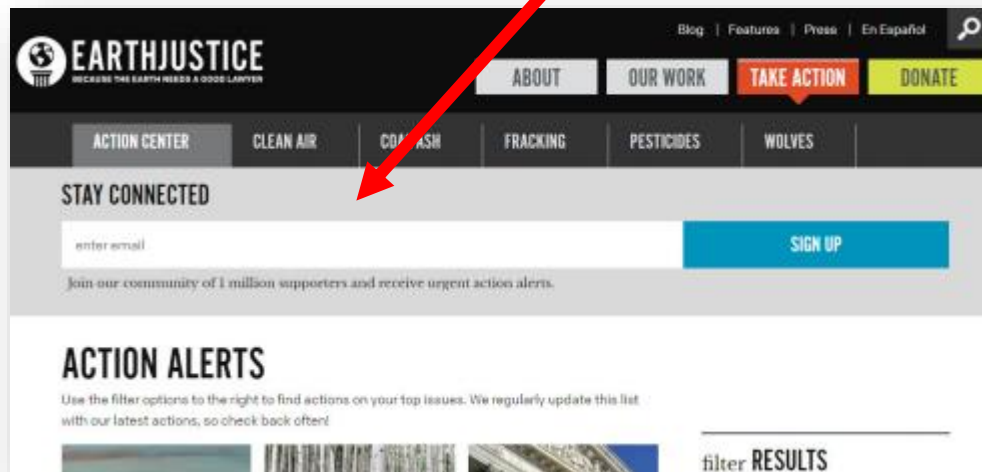 Blog | Features | Press | En Español
EARTHJUSTICE
BECAUSE THE EARTH NEEDS A GOOD LAWYER
ABOUT
OUR WORK
TAKE ACTION
DONATE
ACTION CENTER
CLEAN AIR
COAL ASH
FRACKING
PESTICIDES
WOLVES
STAY CONNECTED
enter email
SIGN UP
Join our community of 1 million supporters and receive urgent action alerts.
ACTION ALERTS
Use the filter options to the right to find actions on your top issues. We regularly update this list
with our latest actions, so check back often!
filter RESULTS